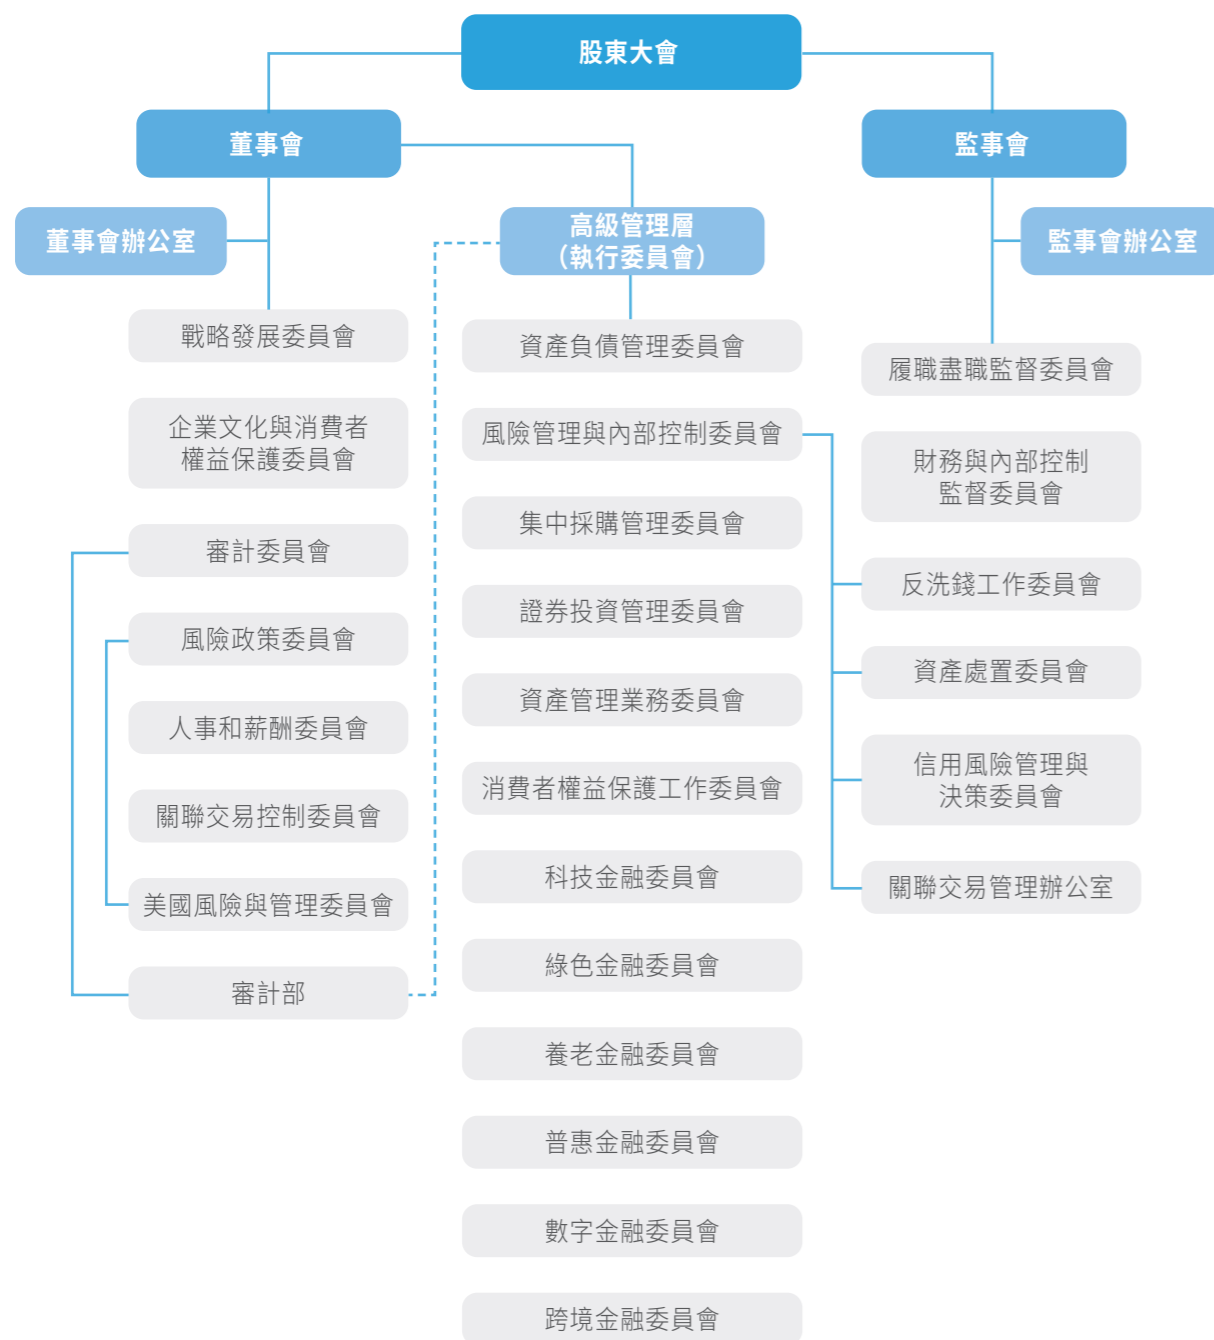 股東大會
董事會
監事會
董事會辦公室
高級管理層
（執行委員會）
監事會辦公室
戰略發展委員會
企業文化與消費者
權益保護委員會
審計委員會
風險政策委員會
人事和薪酬委員會
關聯交易控制委員會
美國風險與管理委員會
審計部
資產負債管理委員會
風險管理與內部控制委員會
集中採購管理委員會
證券投資管理委員會
資產管理業務委員會
消費者權益保護工作委員會
科技金融委員會
綠色金融委員會
養老金融委員會
普惠金融委員會
數字金融委員會
跨境金融委員會
履職盡職監督委員會
財務與內部控制
監督委員會
反洗錢工作委員會
資產處置委員會
信用風險管理與
決策委員會
關聯交易管理辦公室